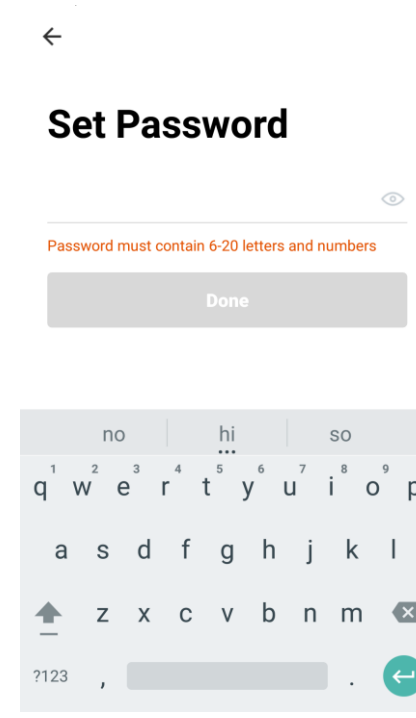 Set Password
Password must contain 6-20 letters and numbers
Done
no hi so
1 2 3 4 5 6 7 8 9
q w e r t y u i o p
a s d f g h j k l
z x c v b n m
?123 , .